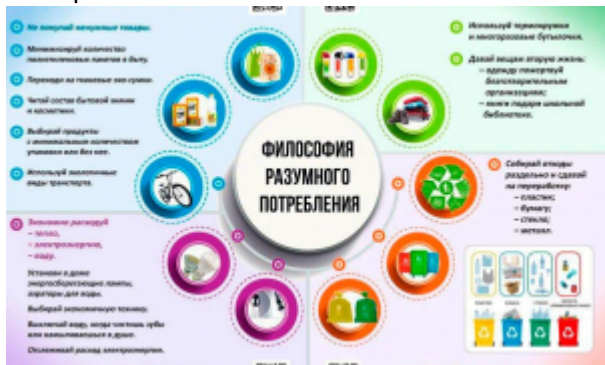 Не покупай ненужные товары.
Минимизируй количество
полиэтиленовых пакетов в быту.
Переходи на тканевые эко-сумки.
Читай состав бытовой химии
и косметики.
Выбирай продукты
с минимальным количеством
упаковки или без нее.
Используй экологичные
виды транспорта.
Используй термокружки
и многоразовые бутылочки.
Давай вещам вторую жизнь:
– одежду пожертвуй
благотворительным
организациям;
– книги подари школьной
библиотеке.
ФИЛОСОФИЯ
РАЗУМНОГО
ПОТРЕБЛЕНИЯ
Экономно расходуй
– тепло,
– электроэнергию,
– воду.
Установи в доме
энергосберегающие лампы,
аэраторы для воды.
Выбирай экономичную технику.
Выключай воду, когда чистишь зубы
или намыливаешься в душе.
Отслеживай расход электроэнергии.
Собирай отходы
раздельно и сдавай
на переработку:
– пластик;
– бумагу;
– стекло;
– металл.